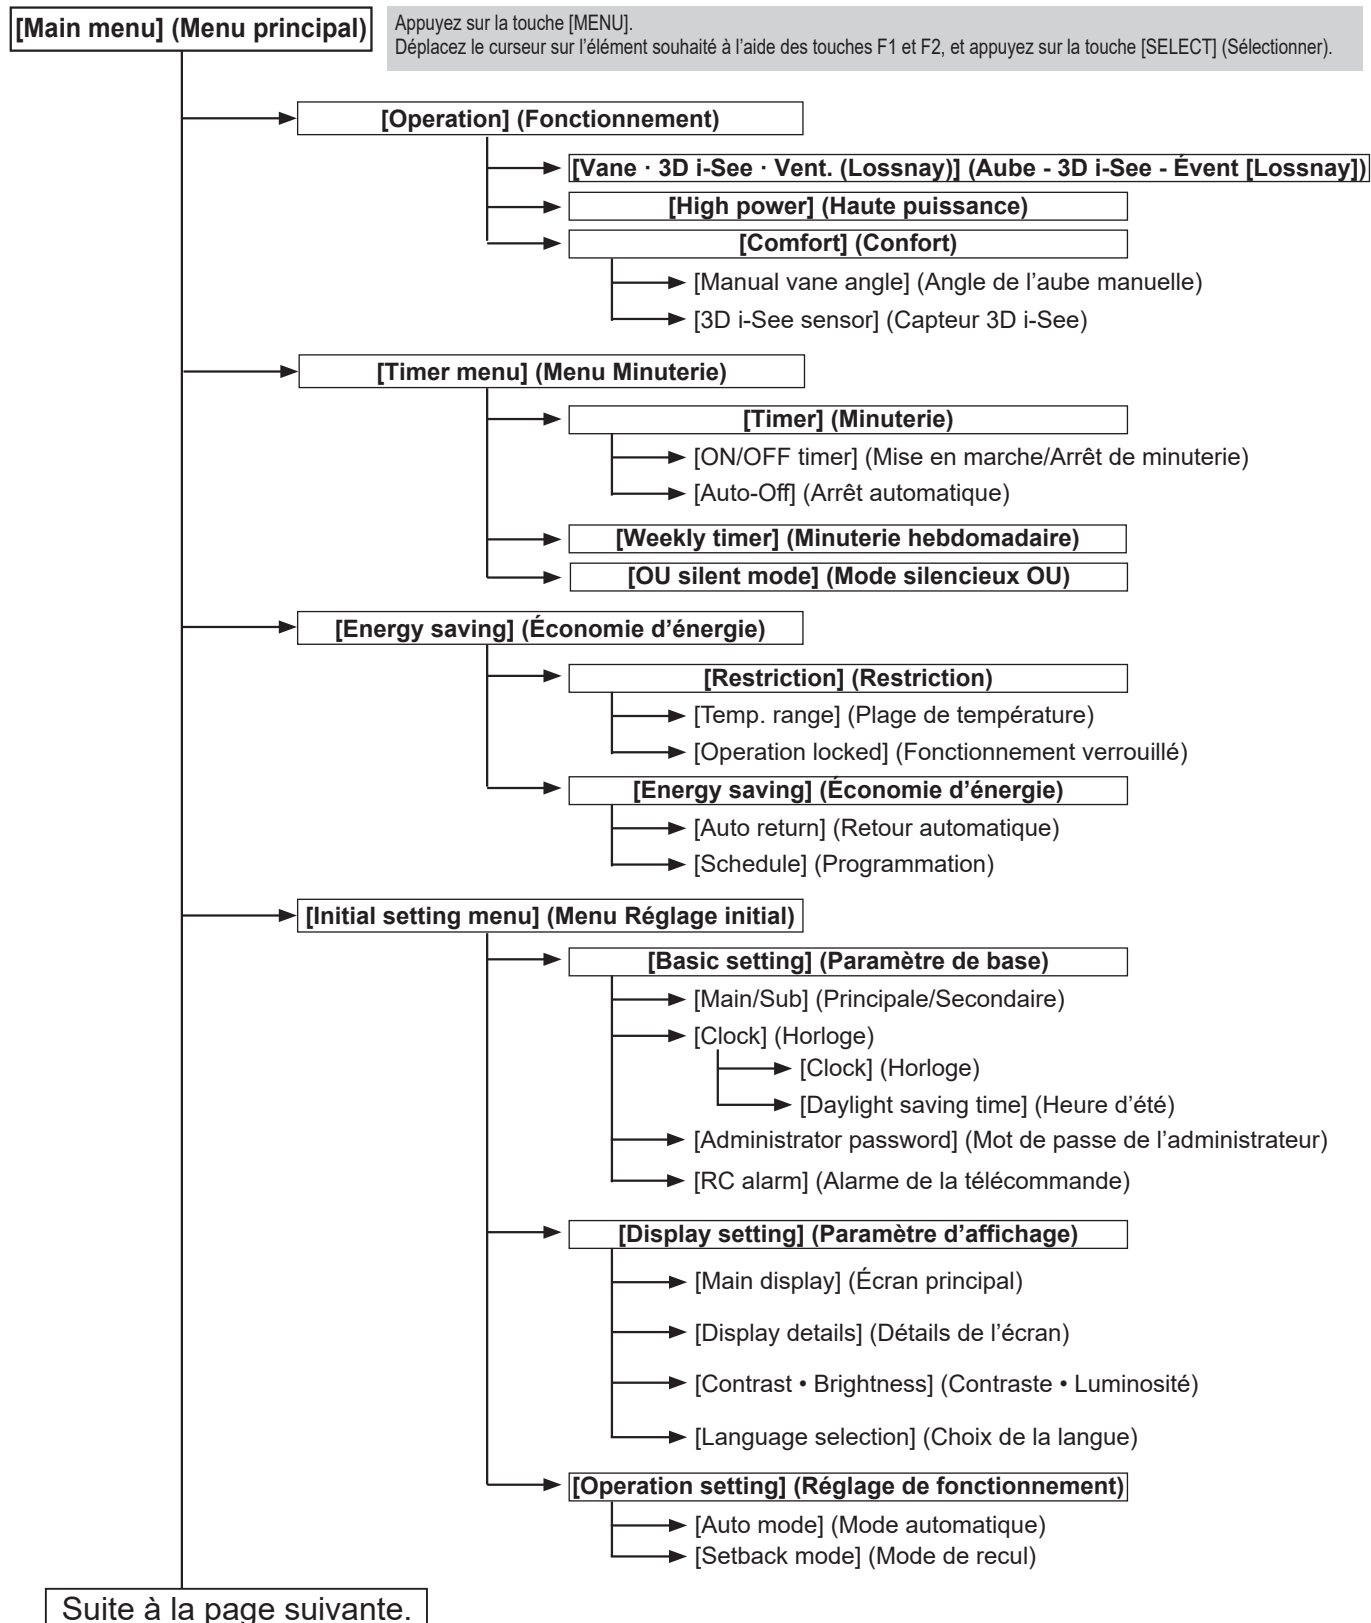 [Main menu] (Menu principal)
Appuyez sur la touche [MENU].
Déplacez le curseur sur l’élément souhaité à l’aide des touches F1 et F2, et appuyez sur la touche [SELECT] (Sélectionner).
[Operation] (Fonctionnement)
[Vane · 3D i-See · Vent. (Lossnay)] (Aube - 3D i-See - Évent [Lossnay])
[High power] (Haute puissance)
[Comfort] (Confort)
[Manual vane angle] (Angle de l’aube manuelle)
[3D i-See sensor] (Capteur 3D i-See)
[Timer menu] (Menu Minuterie)
[Timer] (Minuterie)
[ON/OFF timer] (Mise en marche/Arrêt de minuterie)
[Auto-Off] (Arrêt automatique)
[Weekly timer] (Minuterie hebdomadaire)
[OU silent mode] (Mode silencieux OU)
[Energy saving] (Économie d’énergie)
[Restriction] (Restriction)
[Temp. range] (Plage de température)
[Operation locked] (Fonctionnement verrouillé)
[Energy saving] (Économie d’énergie)
[Auto return] (Retour automatique)
[Schedule] (Programmation)
[Initial setting menu] (Menu Réglage initial)
[Basic setting] (Paramètre de base)
[Main/Sub] (Principale/Secondaire)
[Clock] (Horloge)
[Clock] (Horloge)
[Daylight saving time] (Heure d’été)
[Administrator password] (Mot de passe de l’administrateur)
[RC alarm] (Alarme de la télécommande)
[Display setting] (Paramètre d’affichage)
[Main display] (Écran principal)
[Display details] (Détails de l’écran)
[Contrast • Brightness] (Contraste • Luminosité)
[Language selection] (Choix de la langue)
[Operation setting] (Réglage de fonctionnement)
[Auto mode] (Mode automatique)
[Setback mode] (Mode de recul)
Suite à la page suivante.